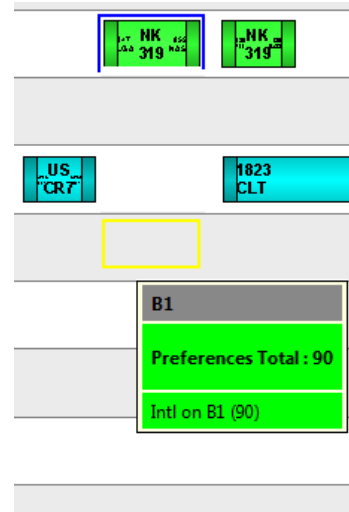 NK
319
NK
319
US
CR7
1823
CLT
B1
Preferences Total : 90
Intl on B1 (90)